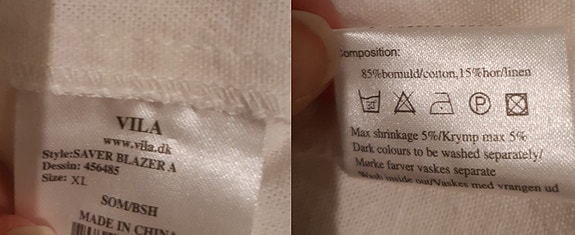 VILA
www.vila.dk
Style:SAVER BLAZER A
Dessin: 456485
Size: XL
SOM/BSH
MADE IN CHINA
Composition:
85%bomuld/cotton,15%hor/linen
P
Max shrinkage 5%/Krymp max 5%
Dark colours to be washed separately/
Mørke farver vaskes separate
Wash inside out/Vaskes med vrangen ud